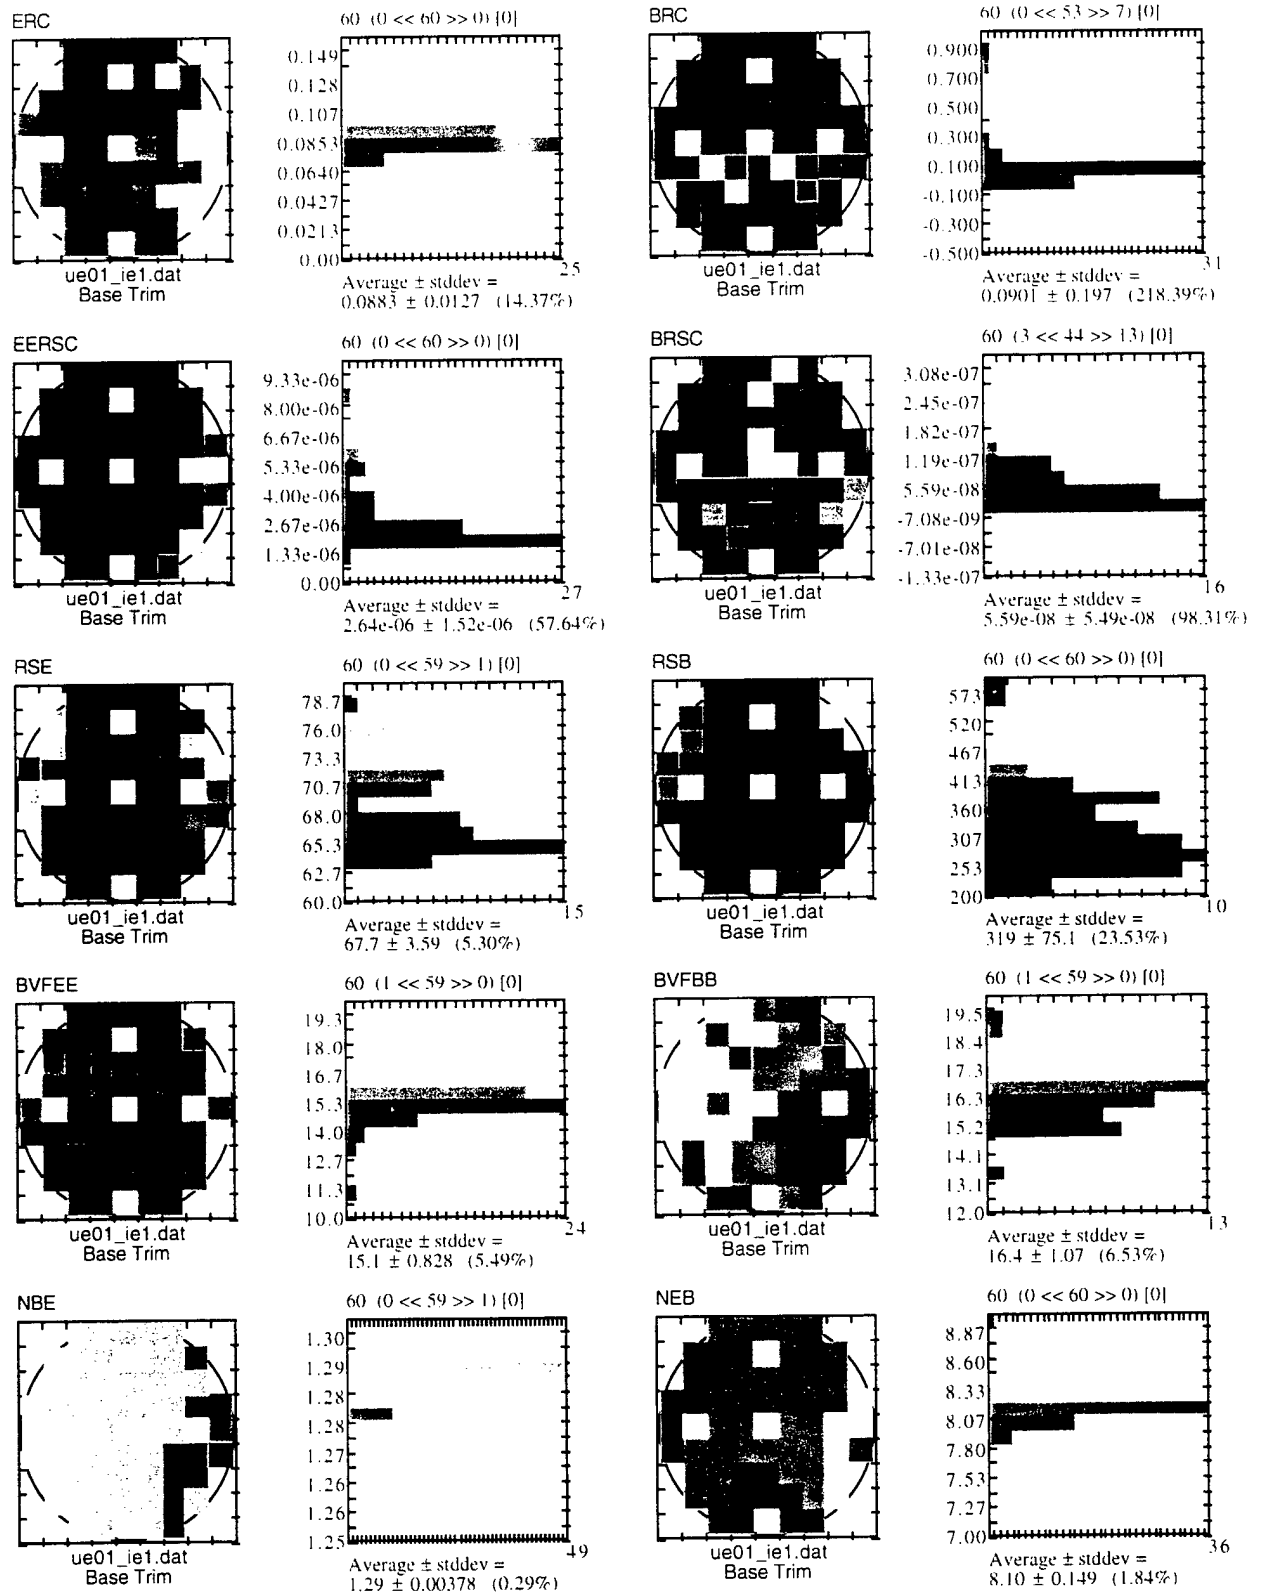 ERC
60 (0 << 60 >> 0) [0]
0.149
0.128
0.107
0.0853
0.0640
0.0427
0.0213
0.00
25
ue01_ie1.dat
Base Trim
Average ± stddev =
0.0883 ± 0.0127 (14.37%)
BRC
60 (0 << 53 >> 7) [0]
0.900
0.700
0.500
0.300
0.100
-0.100
-0.300
-0.500
31
ue01_ie1.dat
Base Trim
Average ± stddev =
0.0901 ± 0.197 (218.39%)
EERSC
60 (0 << 60 >> 0) [0]
9.33e-06
8.00e-06
6.67e-06
5.33e-06
4.00e-06
2.67e-06
1.33e-06
0.00
27
ue01_ie1.dat
Base Trim
Average ± stddev =
2.64e-06 ± 1.52e-06 (57.64%)
BRSC
60 (3 << 44 >> 13) [0]
3.08e-07
2.45e-07
1.82e-07
1.19e-07
5.59e-08
-7.08e-09
-7.01e-08
-1.33e-07
16
ue01_ie1.dat
Base Trim
Average ± stddev =
5.59e-08 ± 5.49e-08 (98.31%)
RSE
60 (0 << 59 >> 1) [0]
78.7
76.0
73.3
70.7
68.0
65.3
62.7
60.0
15
ue01_ie1.dat
Base Trim
Average ± stddev =
67.7 ± 3.59 (5.30%)
RSB
60 (0 << 60 >> 0) [0]
573
520
467
413
360
307
253
200
10
ue01_ie1.dat
Base Trim
Average ± stddev =
319 ± 75.1 (23.53%)
BVFEE
60 (1 << 59 >> 0) [0]
19.3
18.0
16.7
15.3
14.0
12.7
11.3
10.0
24
ue01_ie1.dat
Base Trim
Average ± stddev =
15.1 ± 0.828 (5.49%)
BVFBB
60 (1 << 59 >> 0) [0]
19.5
18.4
17.3
16.3
15.2
14.1
13.1
12.0
13
ue01_ie1.dat
Base Trim
Average ± stddev =
16.4 ± 1.07 (6.53%)
NBE
60 (0 << 59 >> 1) [0]
1.30
1.29
1.28
1.28
1.27
1.26
1.26
1.25
49
ue01_ie1.dat
Base Trim
Average ± stddev =
1.29 ± 0.00378 (0.29%)
NEB
60 (0 << 60 >> 0) [0]
8.87
8.60
8.33
8.07
7.80
7.53
7.27
7.00
36
ue01_ie1.dat
Base Trim
Average ± stddev =
8.10 ± 0.149 (1.84%)